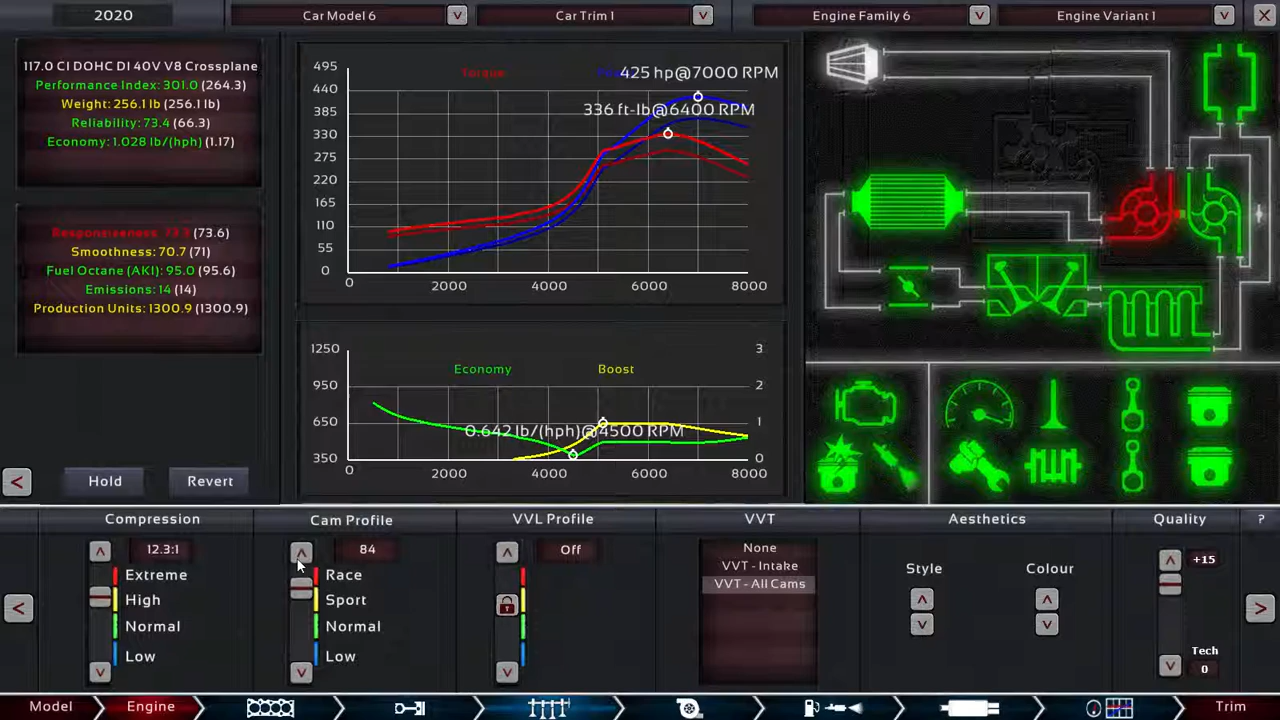 2020
Car Model 6
Car Trim 1
Engine Family 6
Engine Variant 1
117.0 CI DOHC DI 40V V8 Crossplane
Performance Index: 301.0 (264.3)
Weight: 256.1 lb (256.1 lb)
Reliability: 73.4 (66.3)
Economy: 1.028 lb/(hph) (1.17)
(73.6)
Smoothness: 70.7 (71)
Fuel Octane (AKI): 95.0 (95.6)
Emissions: 14 (14)
Production Units: 1300.9 (1300.9)
Hold
Revert
495
440
385
330
275
220
165
110
55
0
Torque
425 hp@7000 RPM
336 ft-lb@6400 RPM
0
2000
4000
6000
8000
1250
950
650
350
Economy
Boost
3
2
1
0
0.642 lb/(hph)@4500 RPM
0
2000
4000
6000
8000
Compression
12.3:1
Extreme
High
Normal
Low
Cam Profile
84
Race
Sport
Normal
Low
VVL Profile
Off
VVT
None
VVT - Intake
VVT - All Cams
Aesthetics
Style
Colour
Quality
+15
Tech
0
?
Model
Engine
Trim